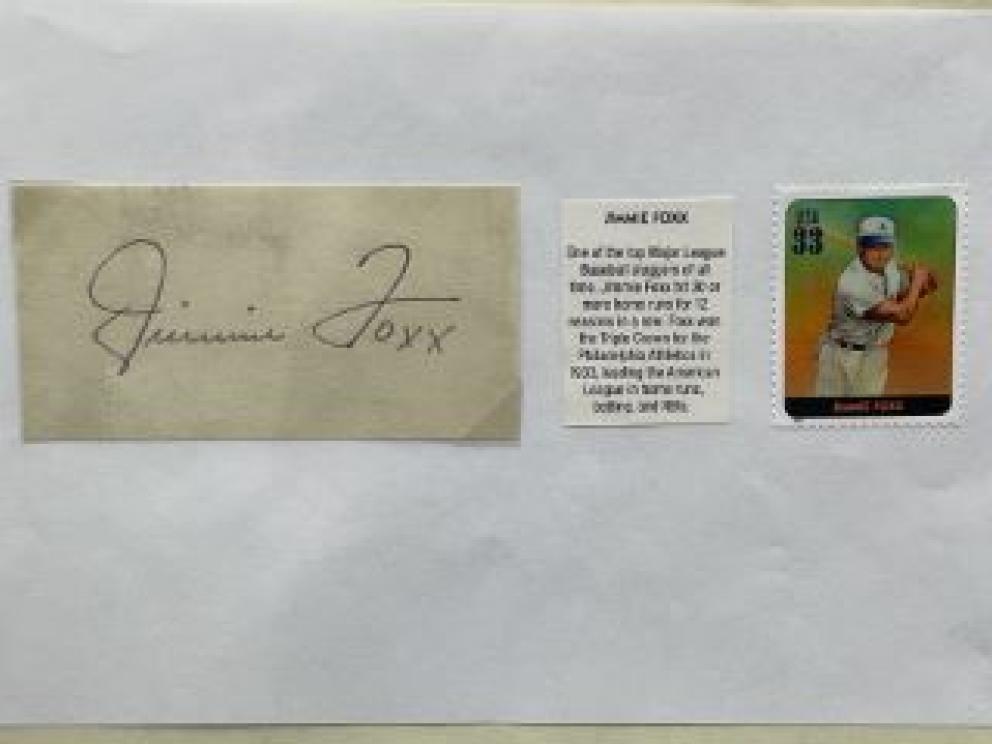 Jimmie Foxx
JIMMIE FOXX
One of the top Major League
Baseball sluggers of all
time, Jimmie Foxx hit 30 or
more home runs for 12
seasons in a row. Foxx won
the Triple Crown for the
Philadelphia Athletics in
1933, leading the American
League in home runs,
batting, and RBIs.
USA
33
JIMMIE FOXX